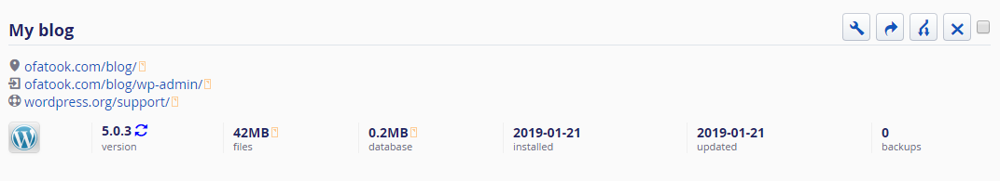 My blog
ofatook.com/blog/
ofatook.com/blog/wp-admin/
wordpress.org/support/
5.0.3 42MB 0.2MB 2019-01-21 2019-01-21 0
version files database installed updated backups